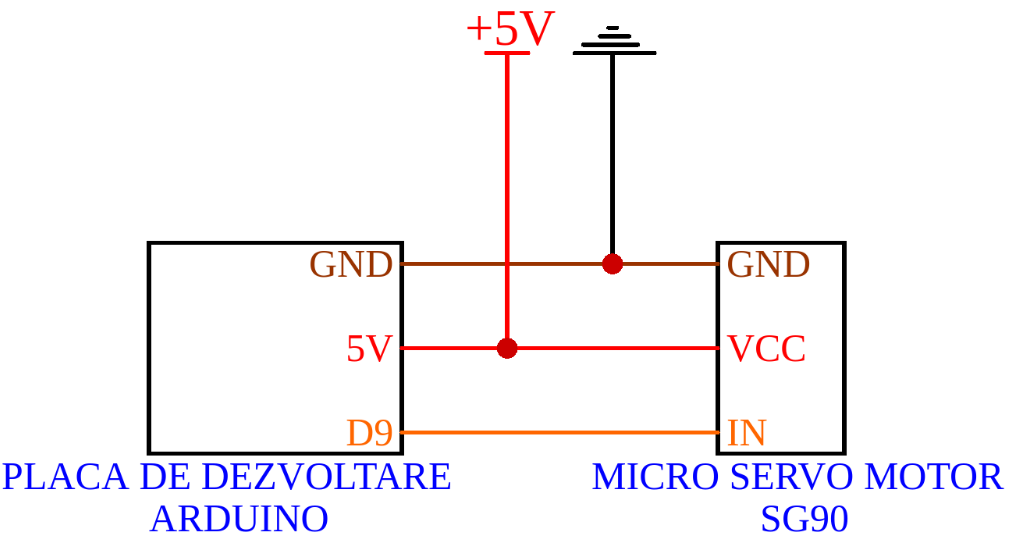 +5V
GND
GND
5V
VCC
D9
IN
PLACA DE DEZVOLTARE
ARDUINO
MICRO SERVO MOTOR
SG90